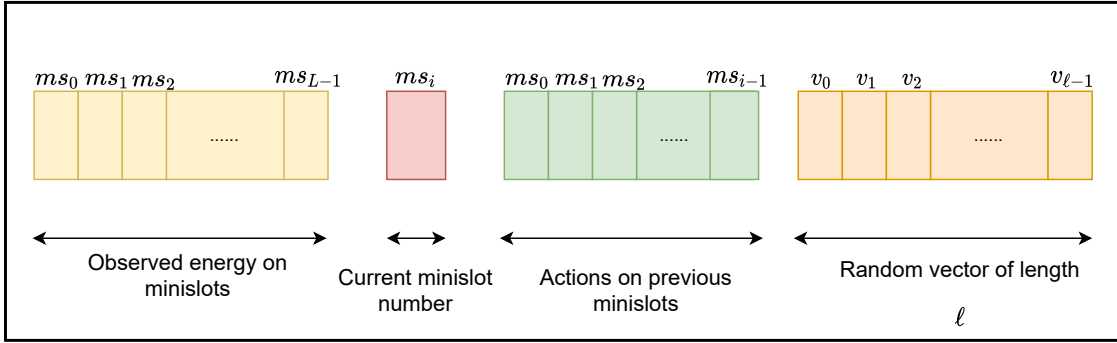 ms_0 ms_1 ms_2 ms_{L-1} ms_i ms_0 ms_1 ms_2 ms_{i-1} v_0 v_1 v_2 v_{ℓ-1}
...... ...... ......
Observed energy on
minislots
Current minislot
number
Actions on previous
minislots
Random vector of length
ℓ